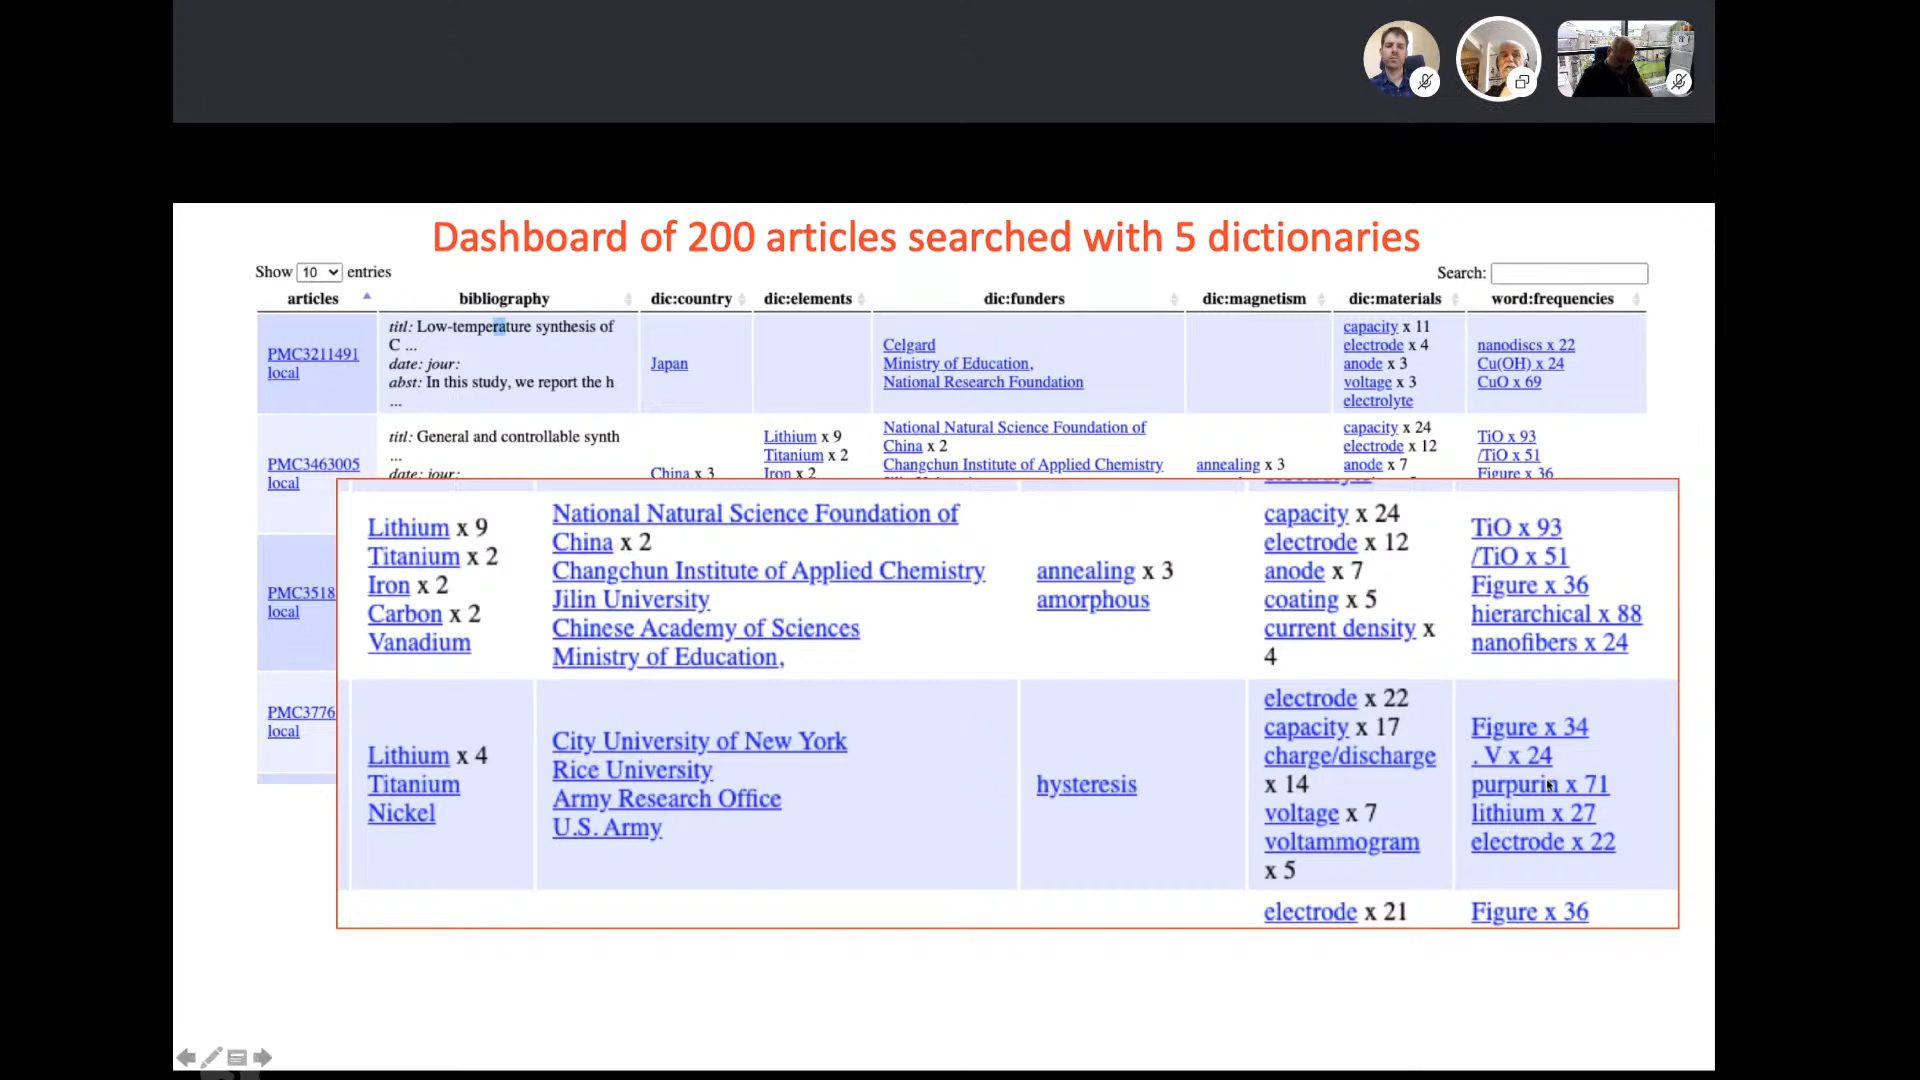 Dashboard of 200 articles searched with 5 dictionaries
Show 10 entries
Search:
articles bibliography dic:country dic:elements dic:funders dic:magnetism dic:materials word:frequencies
PMC3211491
local
titl: Low-temperature synthesis of
C ...
date: jour:
abst: In this study, we report the h
...
Japan
Celgard
Ministry of Education,
National Research Foundation
capacity x 11
electrode x 4
anode x 3
voltage x 3
electrolyte
nanodiscs x 22
Cu(OH) x 24
CuO x 69
PMC3463005
local
titl: General and controllable synth
...
date: jour:
China x 3
Lithium x 9
Titanium x 2
Iron x 2
National Natural Science Foundation of
China x 2
Changchun Institute of Applied Chemistry
annealing x 3
capacity x 24
electrode x 12
anode x 7
TiO x 93
/TiO x 51
Figure x 36
PMC3518
local
PMC3776
local
Lithium x 9
Titanium x 2
Iron x 2
Carbon x 2
Vanadium
National Natural Science Foundation of
China x 2
Changchun Institute of Applied Chemistry
Jilin University
Chinese Academy of Sciences
Ministry of Education,
annealing x 3
amorphous
capacity x 24
electrode x 12
anode x 7
coating x 5
current density x
4
TiO x 93
/TiO x 51
Figure x 36
hierarchical x 88
nanofibers x 24
Lithium x 4
Titanium
Nickel
City University of New York
Rice University
Army Research Office
U.S. Army
hysteresis
electrode x 22
capacity x 17
charge/discharge
x 14
voltage x 7
voltammogram
x 5
Figure x 34
. V x 24
purpurin x 71
lithium x 27
electrode x 22
electrode x 21
Figure x 36